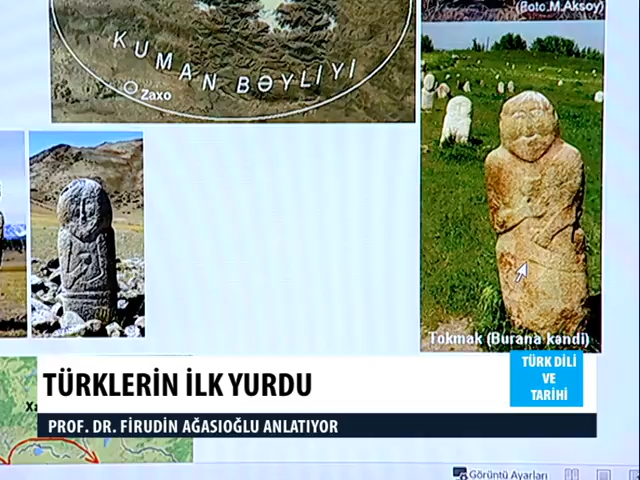 (Foto.M.Aksoy)
KUMAN BƏYLİYİ
Zaxo
Tokmak (Burana kəndi)
TÜRKLERİN İLK YURDU
TÜRK DİLİ
VE
TARİHİ
PROF. DR. FİRUDİN AĞASIOĞLU ANLATIYOR
Görüntü Ayarları